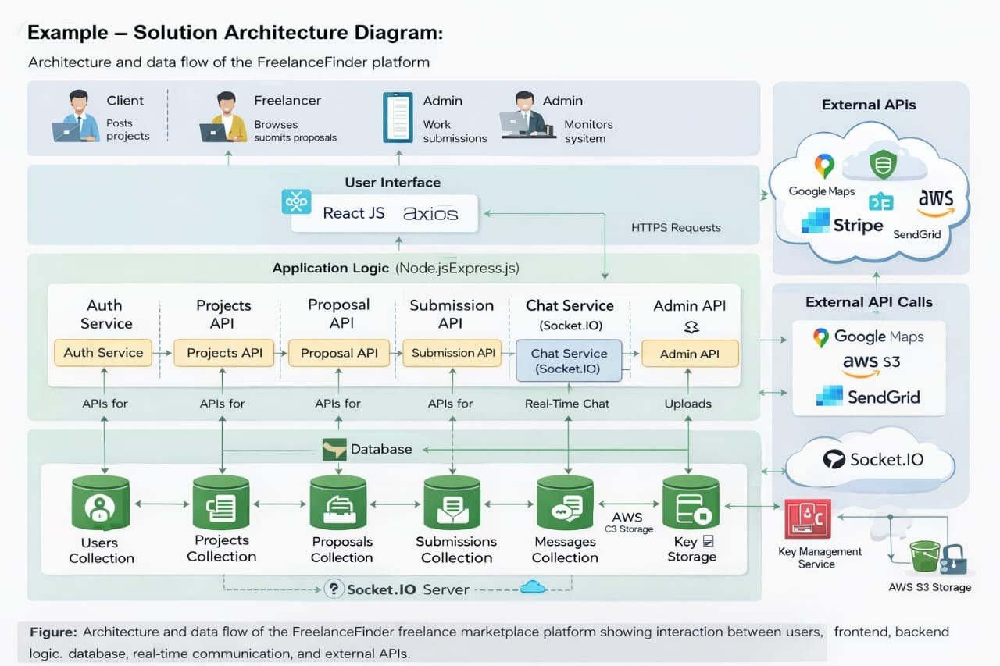 Example – Solution Architecture Diagram:
Architecture and data flow of the FreelanceFinder platform
Client
Posts
projects
Freelancer
Browses
submits proposals
Admin
Work
submissions
Admin
Monitors
system
User Interface
React JS axios
HTTPS Requests
Application Logic (Node.jsExpress.js)
Auth
Service
Projects
API
Proposal
API
Submission
API
Chat Service
(Socket.IO)
Admin API
Auth Service
Projects API
Proposal API
Submission API
Chat Service
(Socket.IO)
Admin API
APIs for
APIs for
APIs for
APIs for
Real-Time Chat
Uploads
Database
Users
Collection
Projects
Collection
Proposals
Collection
Submissions
Collection
Messages
Collection
AWS
C3 Storage
Key
Storage
? Socket.IO Server
External APis
Google Maps
aws
Stripe
SendGrid
External API Calls
Google Maps
aws s3
SendGrid
Socket.IO
Key Management
Service
AWS S3 Storage
Figure: Architecture and data flow of the FreelanceFinder freelance marketplace platform showing interaction between users, frontend, backend
logic. database, real-time communication, and external APIs.